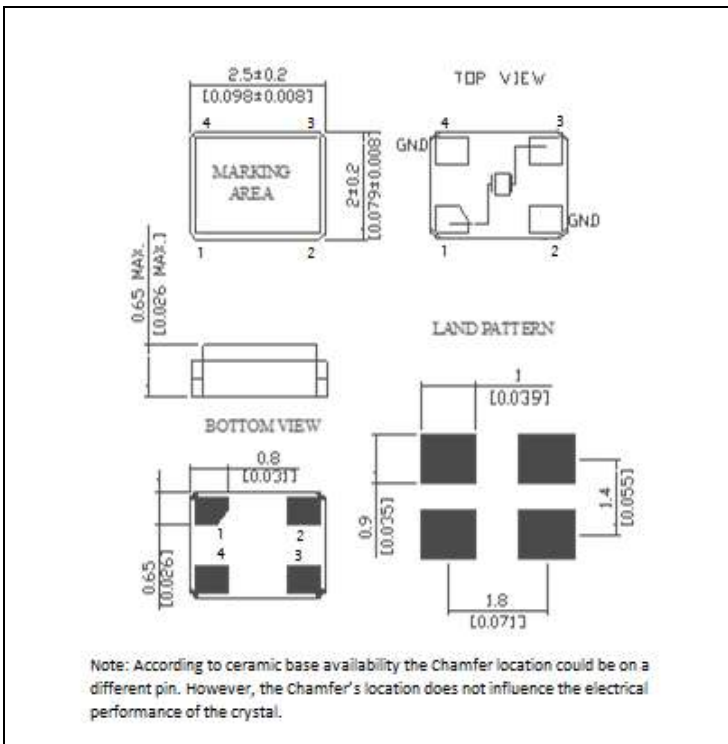 2.5±0.2
[0.098±0.008]
TOP VIEW
4 3
MARKING
AREA
1 2
2±0.2
[0.079±0.008]
4 3
GND
GND
1 2
0.65 MAX.
[0.026 MAX.]
LAND PATTERN
1
[0.039]
BOTTOM VIEW
0.8
[0.031]
1 2
4 3
0.65
[0.026]
0.9
[0.035]
1.4
[0.055]
1.8
[0.071]
Note: According to ceramic base availability the Chamfer location could be on a
different pin. However, the Chamfer's location does not influence the electrical
performance of the crystal.